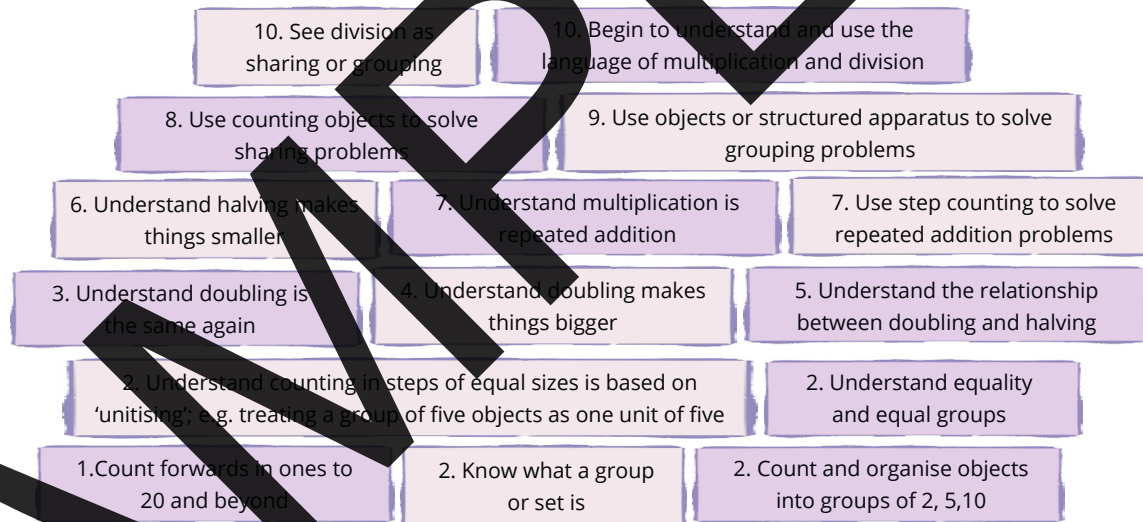 10. See division as
sharing or grouping
10. Begin to understand and use the
language of multiplication and division
8. Use counting objects to solve
sharing problems
9. Use objects or structured apparatus to solve
grouping problems
6. Understand halving makes
things smaller
7. Understand multiplication is
repeated addition
7. Use step counting to solve
repeated addition problems
3. Understand doubling is
the same again
4. Understand doubling makes
things bigger
5. Understand the relationship
between doubling and halving
2. Understand counting in steps of equal sizes is based on
‘unitising’; e.g. treating a group of five objects as one unit of five
2. Understand equality
and equal groups
1.Count forwards in ones to
20 and beyond
2. Know what a group
or set is
2. Count and organise objects
into groups of 2, 5,10